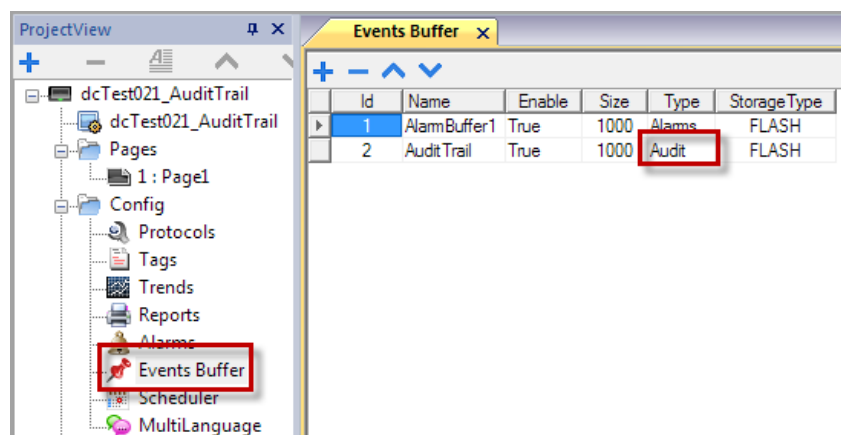 ProjectView
dcTest021_AuditTrail
dcTest021_AuditTrail
Pages
1 : Page1
Config
Protocols
Tags
Trends
Reports
Alarms
Events Buffer
Scheduler
MultiLanguage
Events Buffer
Id Name Enable Size Type StorageType
1 AlarmBuffer1 True 1000 Alarms FLASH
2 AuditTrail True 1000 Audit FLASH